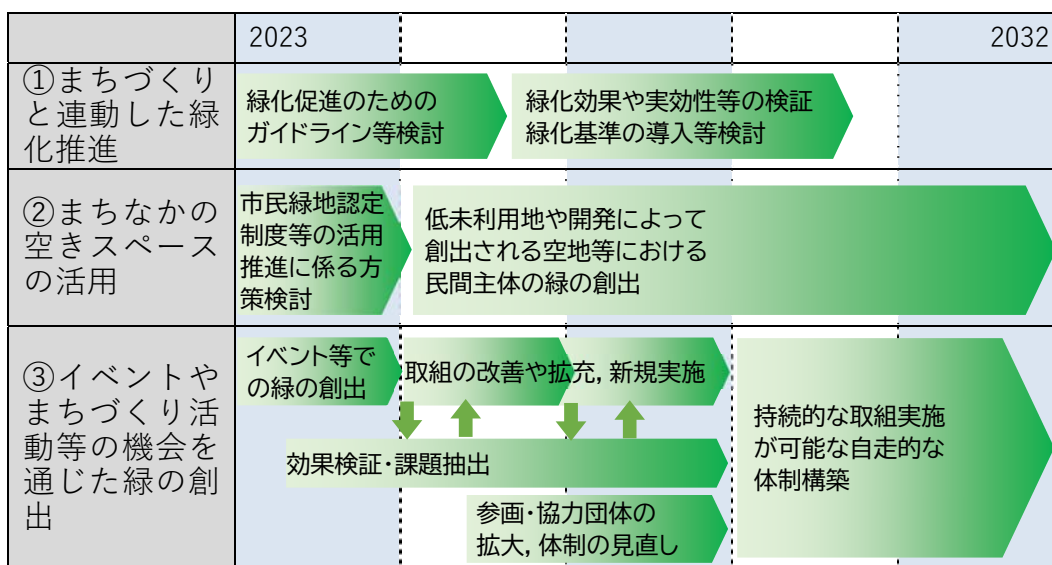 2023
2032
①まちづくり
と連動した緑
化推進
緑化促進のための
ガイドライン等検討
緑化効果や実効性等の検証
緑化基準の導入等検討
②まちなかの
空きスペース
の活用
市民緑地認定
制度等の活用
推進に係る方
策検討
低未利用地や開発によって
創出される空地等における
民間主体の緑の創出
③イベントや
まちづくり活
動等の機会を
通じた緑の創
出
イベント等で
の緑の創出
取組の改善や拡充，新規実施
効果検証・課題抽出
参画・協力団体の
拡大，体制の見直し
持続的な取組実施
が可能な自走的な
体制構築